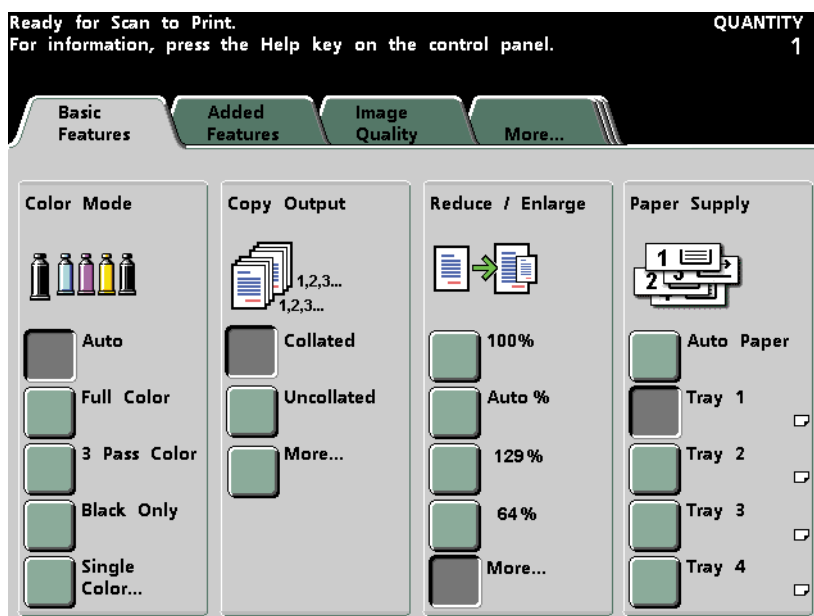 Ready for Scan to Print.
For information, press the Help key on the control panel.
QUANTITY
1
Basic
Features
Added
Features
Image
Quality
More...
Color Mode
Auto
Full Color
3 Pass Color
Black Only
Single
Color...
Copy Output
1,2,3...
1,2,3...
Collated
Uncollated
More...
Reduce / Enlarge
100%
Auto %
129%
64%
More...
Paper Supply
1
2
3
Auto Paper
Tray 1
Tray 2
Tray 3
Tray 4